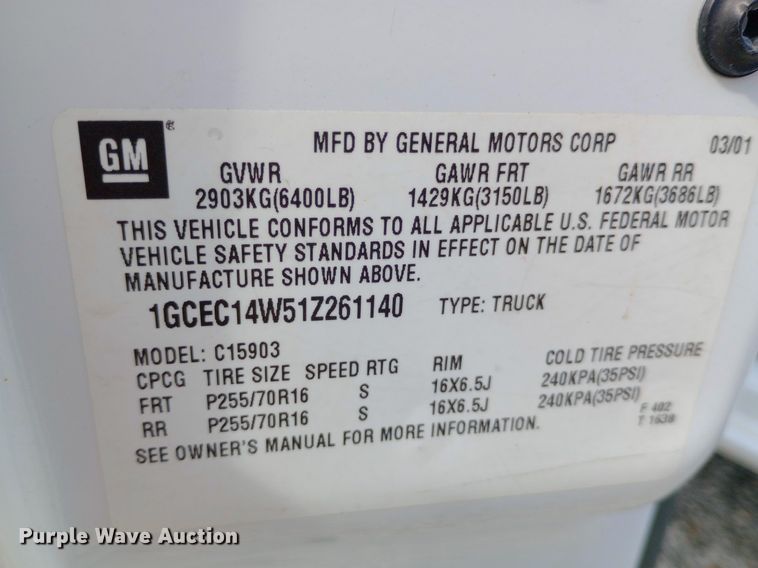 GM®
MFD BY GENERAL MOTORS CORP 03/01
GVWR GAWR FRT GAWR RR
2903KG(6400LB) 1429KG(3150LB) 1672KG(3686LB)
THIS VEHICLE CONFORMS TO ALL APPLICABLE U.S. FEDERAL MOTOR
VEHICLE SAFETY STANDARDS IN EFFECT ON THE DATE OF
MANUFACTURE SHOWN ABOVE.
1GCEC14W51Z261140 TYPE: TRUCK
MODEL: C15903
CPCG TIRE SIZE SPEED RTG RIM COLD TIRE PRESSURE
FRT P255/70R16 S 16X6.5J 240KPA(35PSI)
RR P255/70R16 S 16X6.5J 240KPA(35PSI)
SEE OWNER'S MANUAL FOR MORE INFORMATION.
F 402
T 1638
Purple Wave Auction